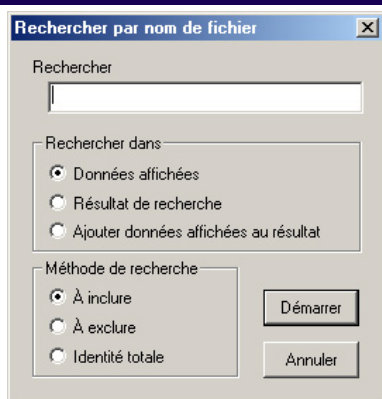 Rechercher par nom de fichier
Rechercher
Rechercher dans
Données affichées
Résultat de recherche
Ajouter données affichées au résultat
Méthode de recherche
À inclure
À exclure
Identité totale
Démarrer
Annuler